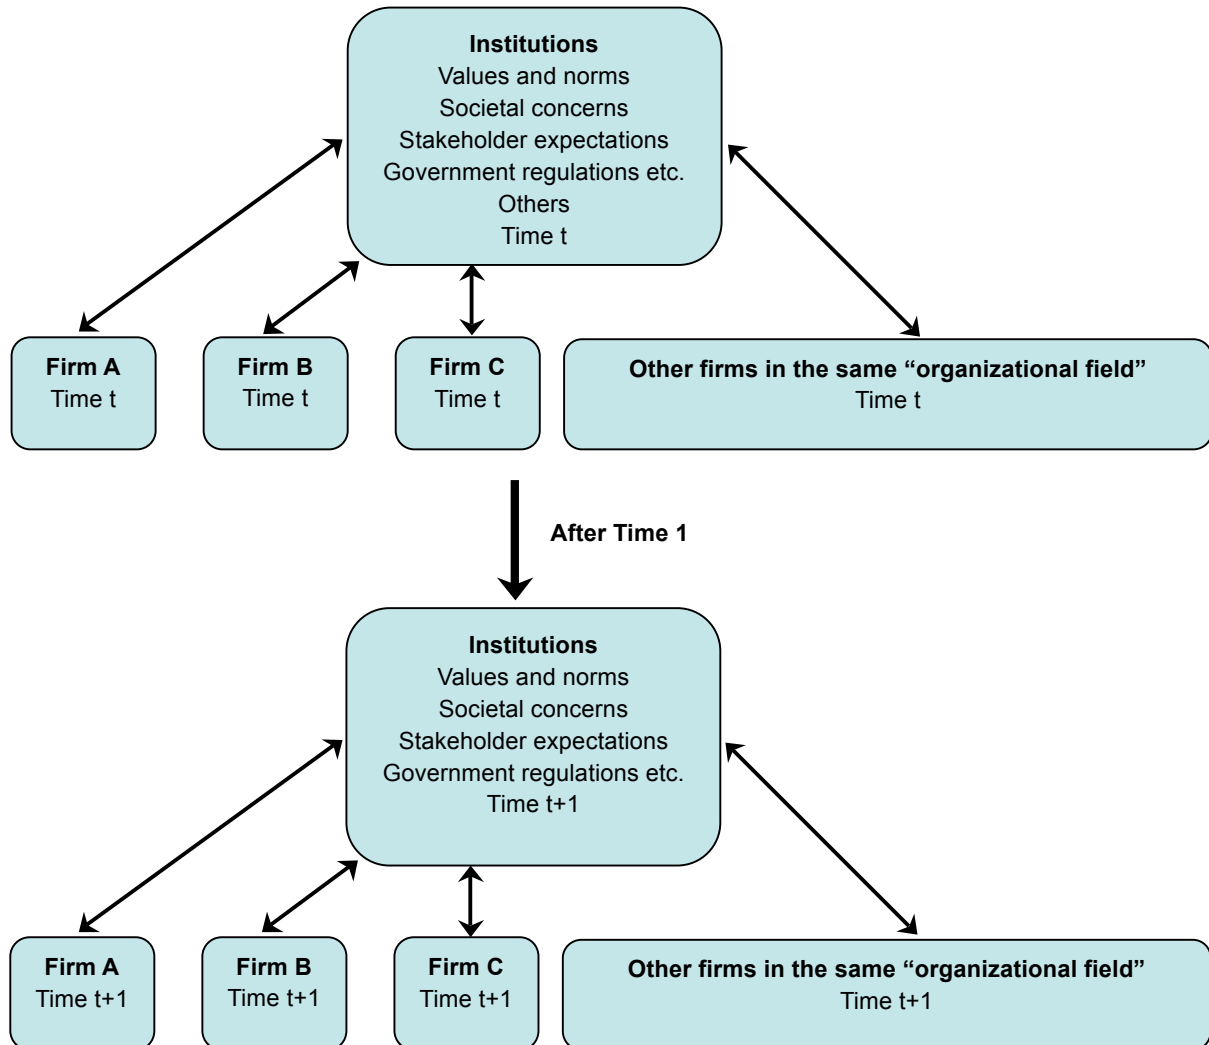 Institutions
Values and norms
Societal concerns
Stakeholder expectations
Government regulations etc.
Others
Time t
Firm A
Time t
Firm B
Time t
Firm C
Time t
Other firms in the same “organizational field”
Time t
After Time 1
Institutions
Values and norms
Societal concerns
Stakeholder expectations
Government regulations etc.
Time t+1
Firm A
Time t+1
Firm B
Time t+1
Firm C
Time t+1
Other firms in the same “organizational field”
Time t+1